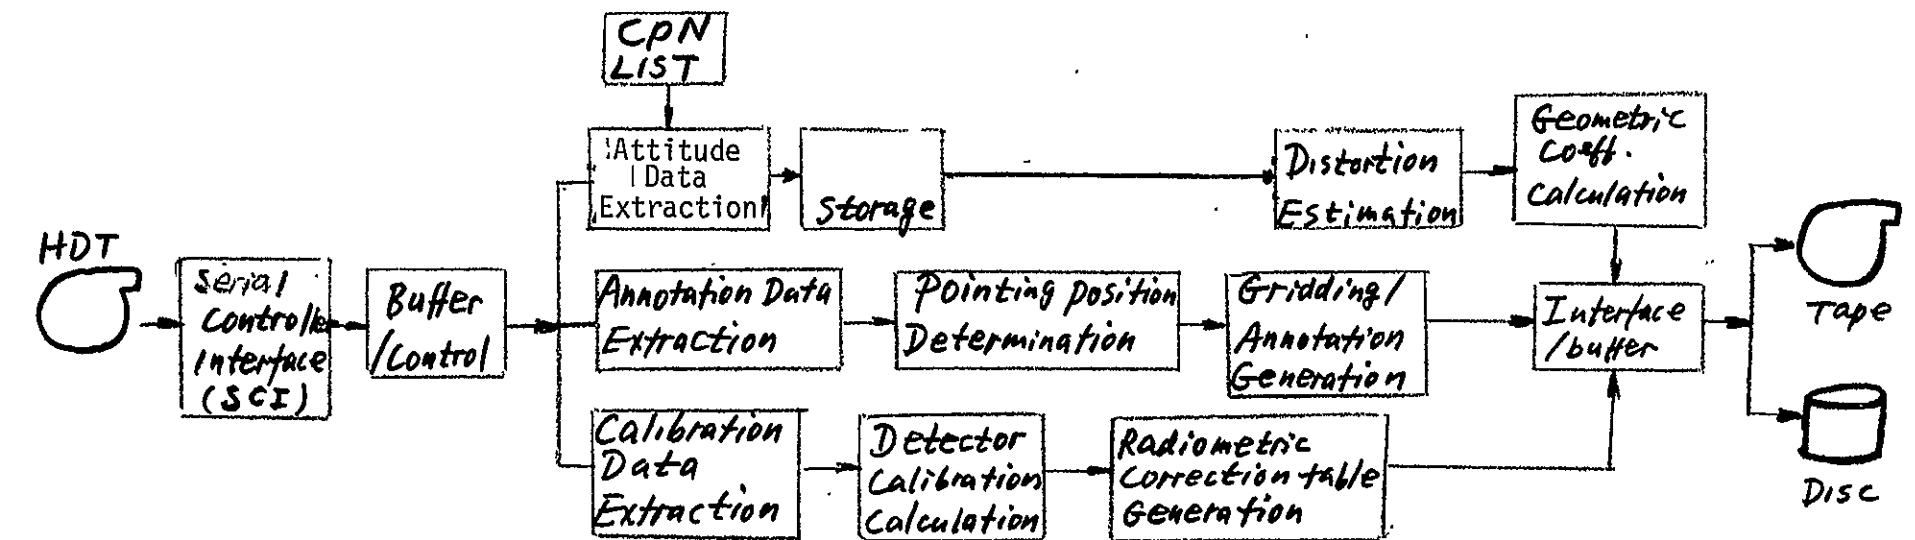 CPN
LIST
Attitude
Data
Extraction
Storage
Distortion
Estimation
Geometric
Coeff.
Calculation
HDT
Serial
Controlle
Interface
(SCI)
Buffer
/Control
Annotation Data
Extraction
Pointing position
Determination
Gridding/
Annotation
Generation
Interface
/buffer
Tape
Calibration
Data
Extraction
Detector
Calibration
Calculation
Radiometric
Correction table
Generation
Disc